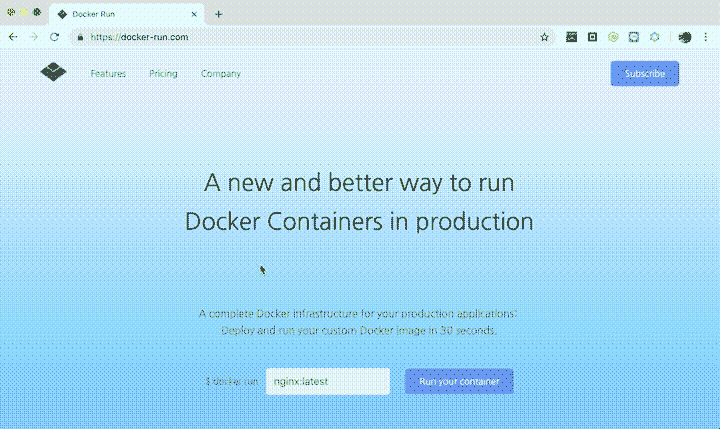 Docker Run
https://docker-run.com
Features
Pricing
Company
Subscribe
A new and better way to run
Docker Containers in production
A complete Docker infrastructure for your production applications:
Deploy and run your custom Docker image in 30 seconds.
$ docker run
nginx:latest
Run your container